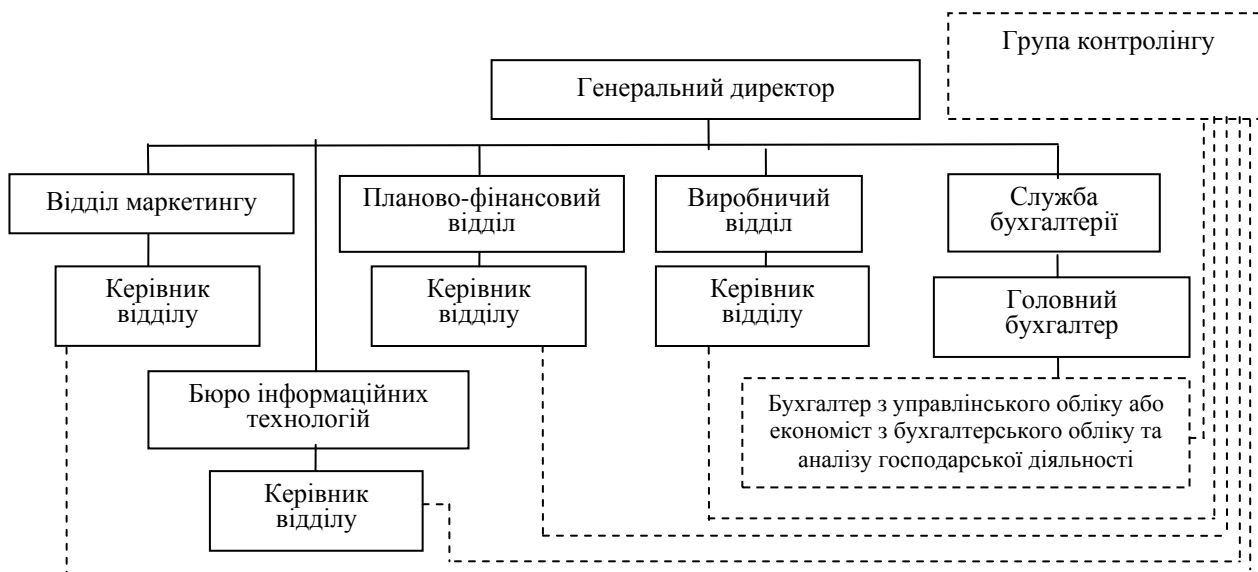 Група контролінгу
Генеральний директор
Відділ маркетингу
Планово-фінансовий
відділ
Виробничий
відділ
Служба
бухгалтерії
Керівник
відділу
Керівник
відділу
Керівник
відділу
Головний
бухгалтер
Бюро інформаційних
технологій
Бухгалтер з управлінського обліку або
економіст з бухгалтерського обліку та
аналізу господарської діяльності
Керівник
відділу